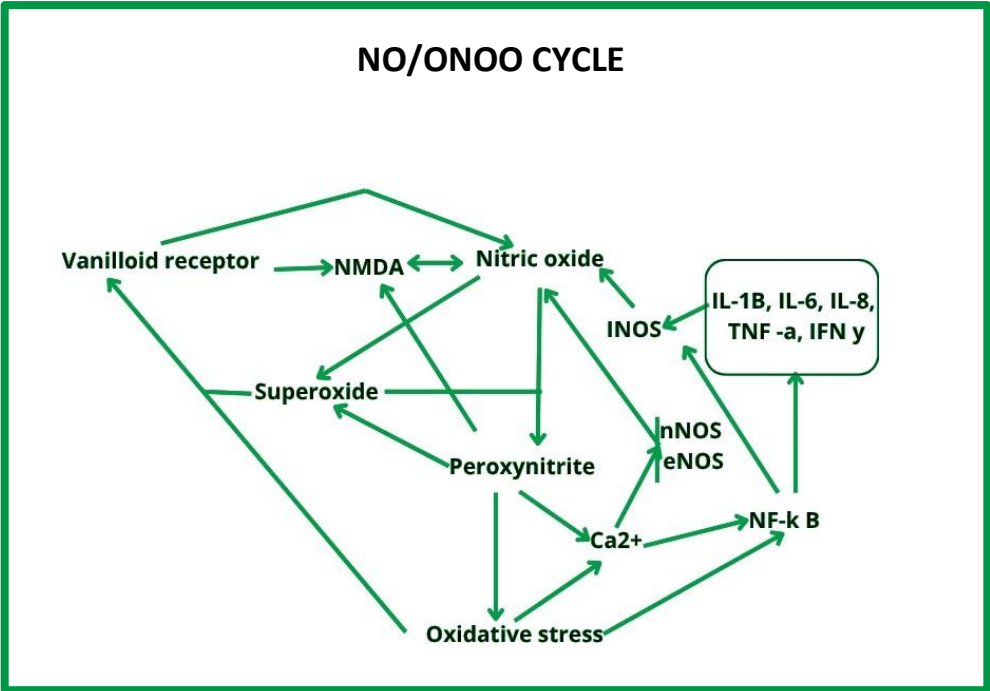 NO/ONOO CYCLE
Vanilloid receptor
NMDA
Nitric oxide
IL-1B, IL-6, IL-8,
TNF -a, IFN y
INOS
Superoxide
nNOS
eNOS
Peroxynitrite
NF-k B
Ca2+
Oxidative stress